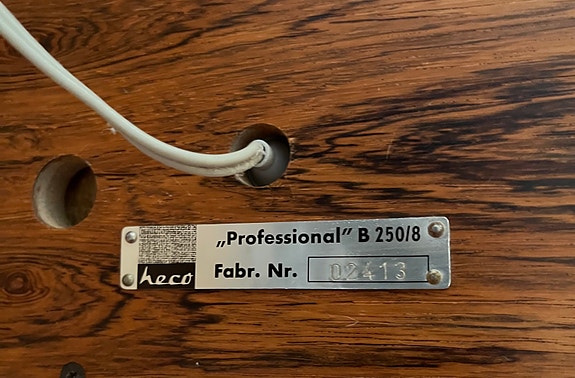 „Professional” B 250/8
heco Fabr. Nr. 02413